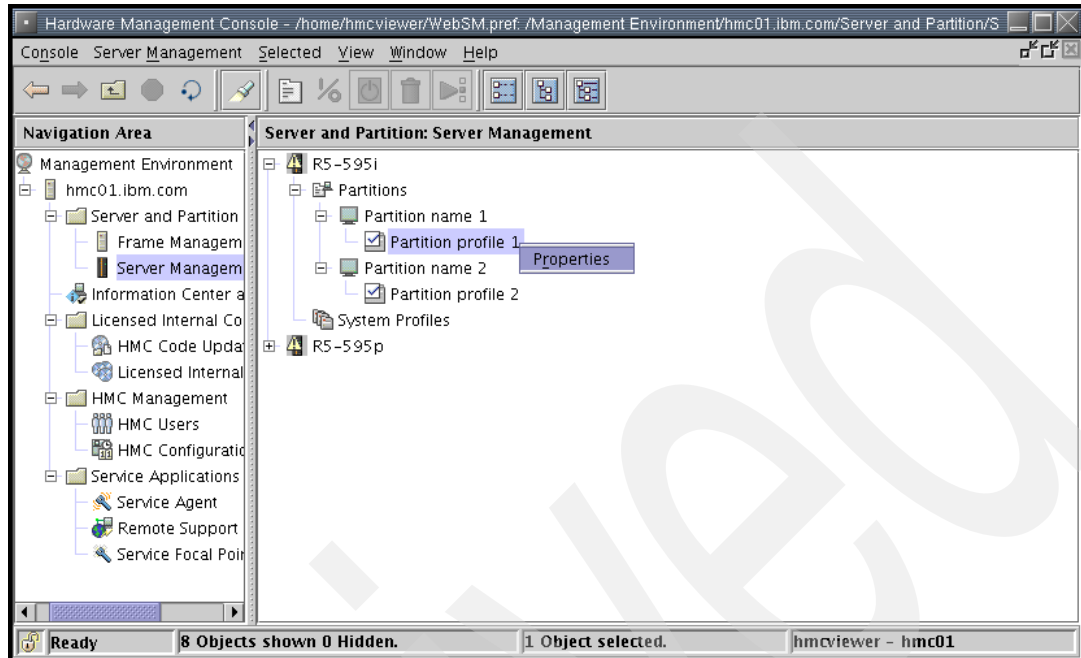 Hardware Management Console - /home/hmcviewer/WebSM.pref: /Management Environment/hmc01.ibm.com/Server and Partition/S
Console Server Management Selected View Window Help
Navigation Area
Server and Partition: Server Management
Management Environment
hmc01.ibm.com
Server and Partition
Frame Managem
Server Managem
Information Center a
Licensed Internal Co
HMC Code Updat
Licensed Internal
HMC Management
HMC Users
HMC Configuratio
Service Applications
Service Agent
Remote Support
Service Focal Poin
R5-595i
Partitions
Partition name 1
Partition profile 1
Properties
Partition name 2
Partition profile 2
System Profiles
R5-595p
Ready
8 Objects shown 0 Hidden.
1 Object selected.
hmcviewer - hmc01